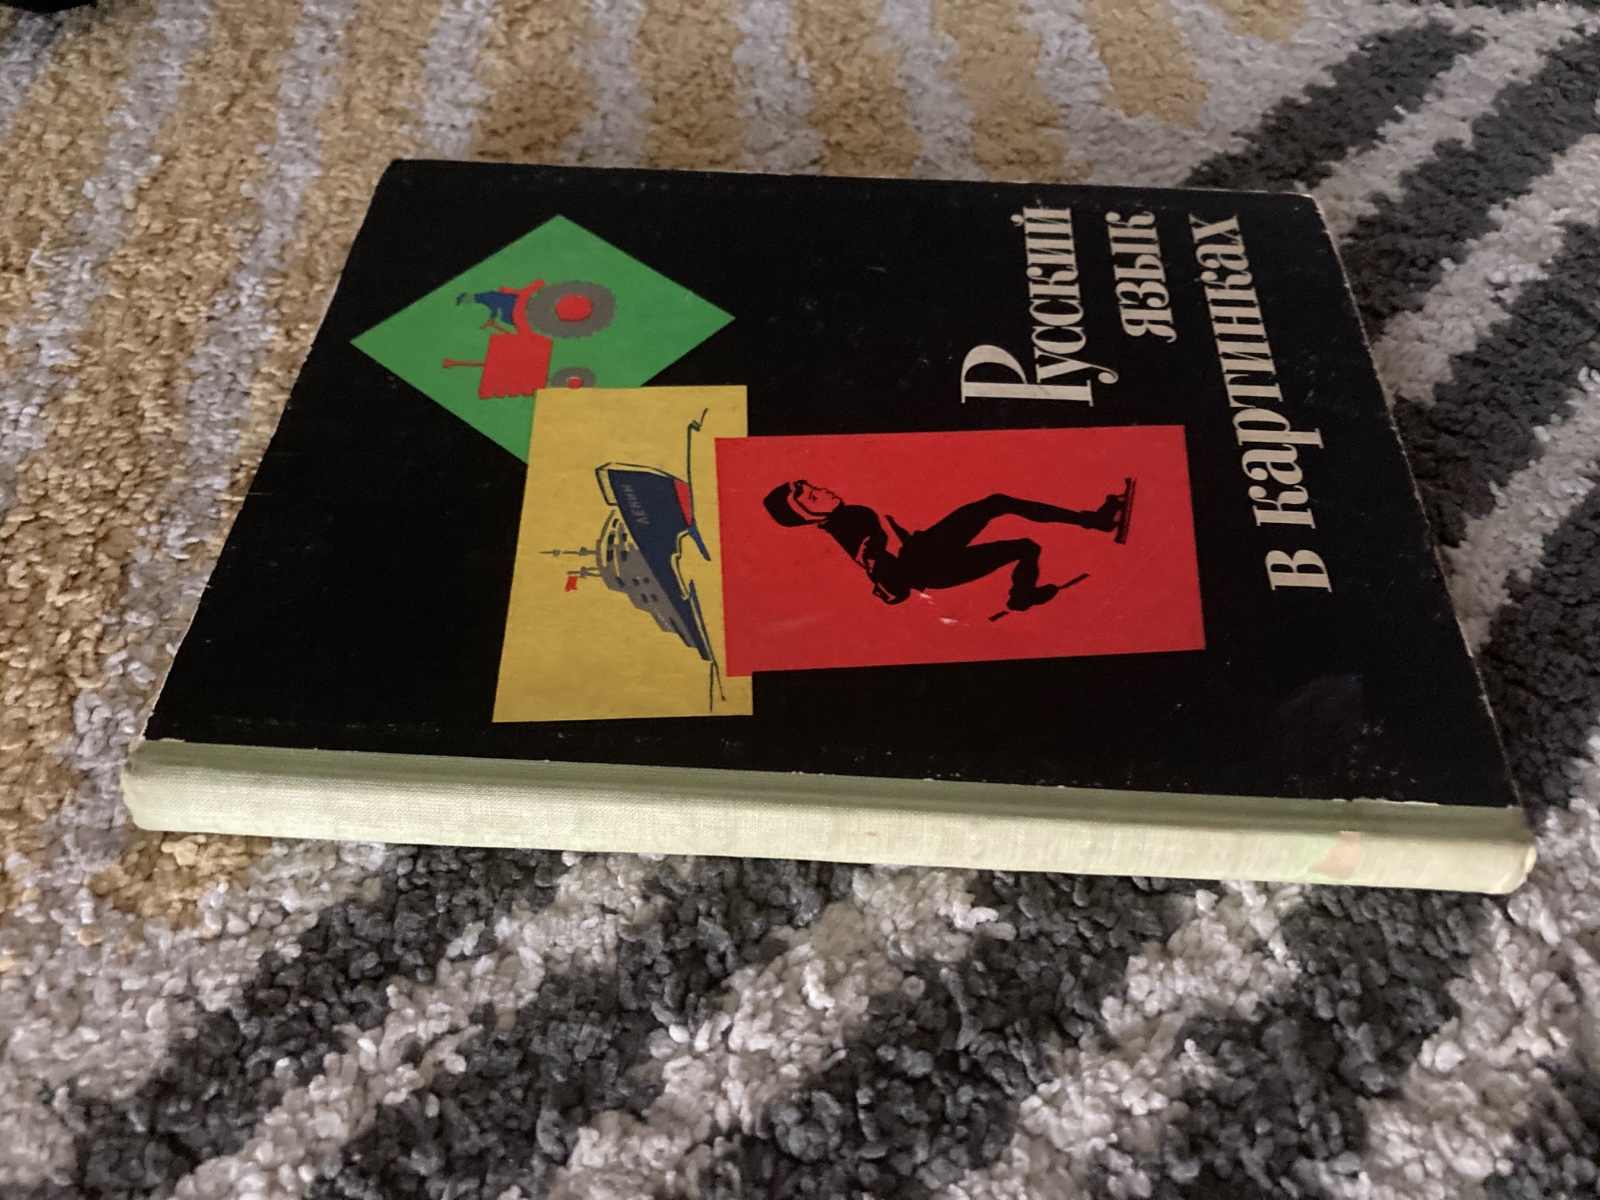 Русский
язык
в картинках
ЛЕНИН